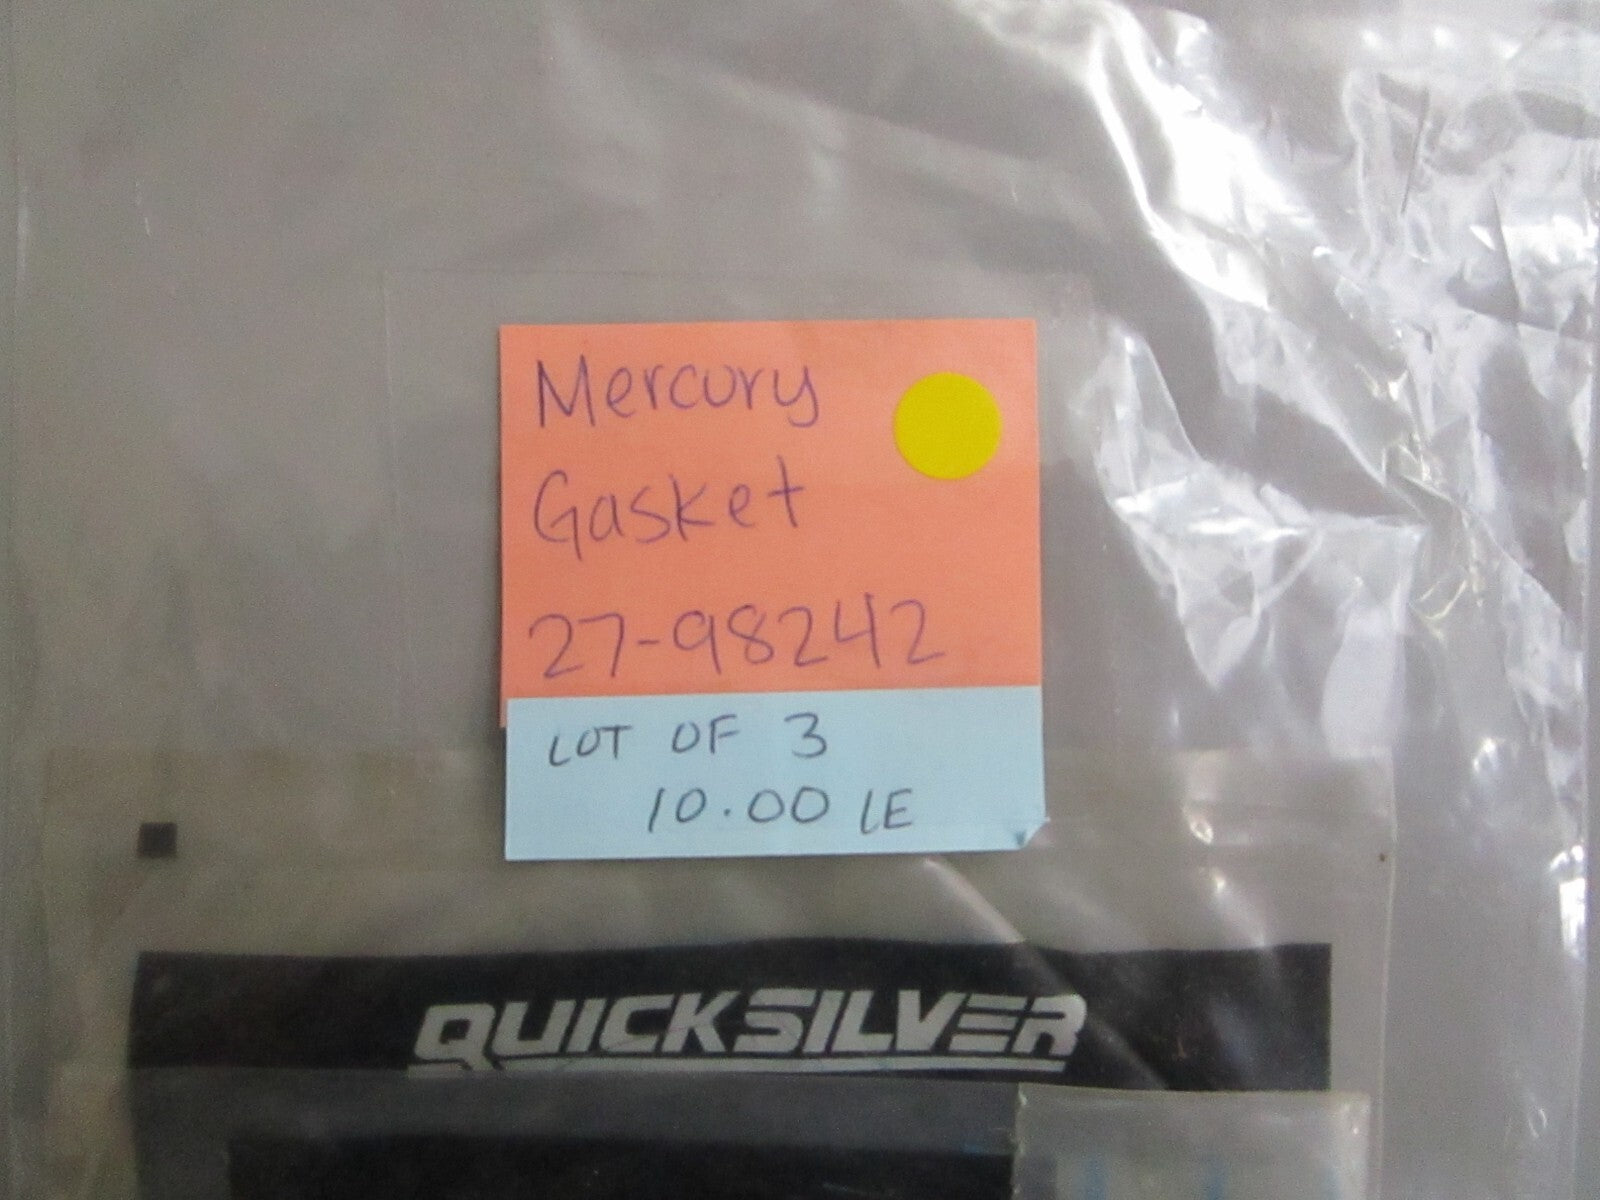 Mercury
Gasket
27-98242
LOT OF 3
10.00 LE
QUICKSILVER